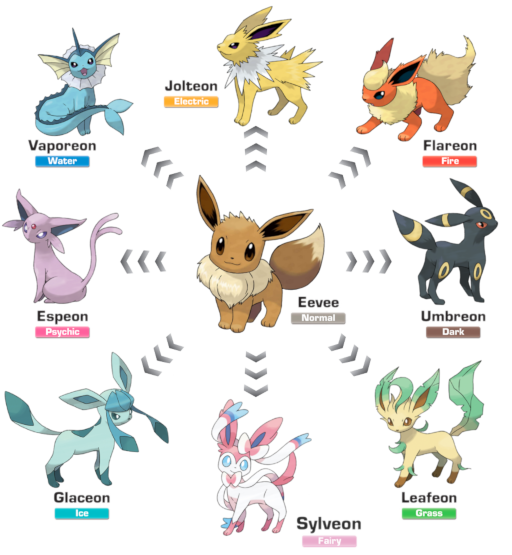 Jolteon
Electric
Vaporeon
Water
Flareon
Fire
Espeon
Psychic
Eevee
Normal
Umbreon
Dark
Glaceon
Ice
Sylveon
Fairy
Leafeon
Grass